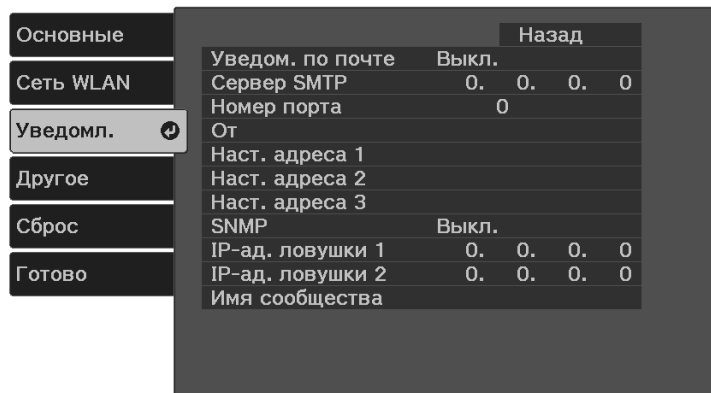 Основные
Сеть WLAN
Уведомл.
Другое
Сброс
Готово
Назад
Уведом. по почте Выкл.
Сервер SMTP 0. 0. 0. 0
Номер порта 0
От
Наст. адреса 1
Наст. адреса 2
Наст. адреса 3
SNMP Выкл.
IP-ад. ловушки 1 0. 0. 0. 0
IP-ад. ловушки 2 0. 0. 0. 0
Имя сообщества